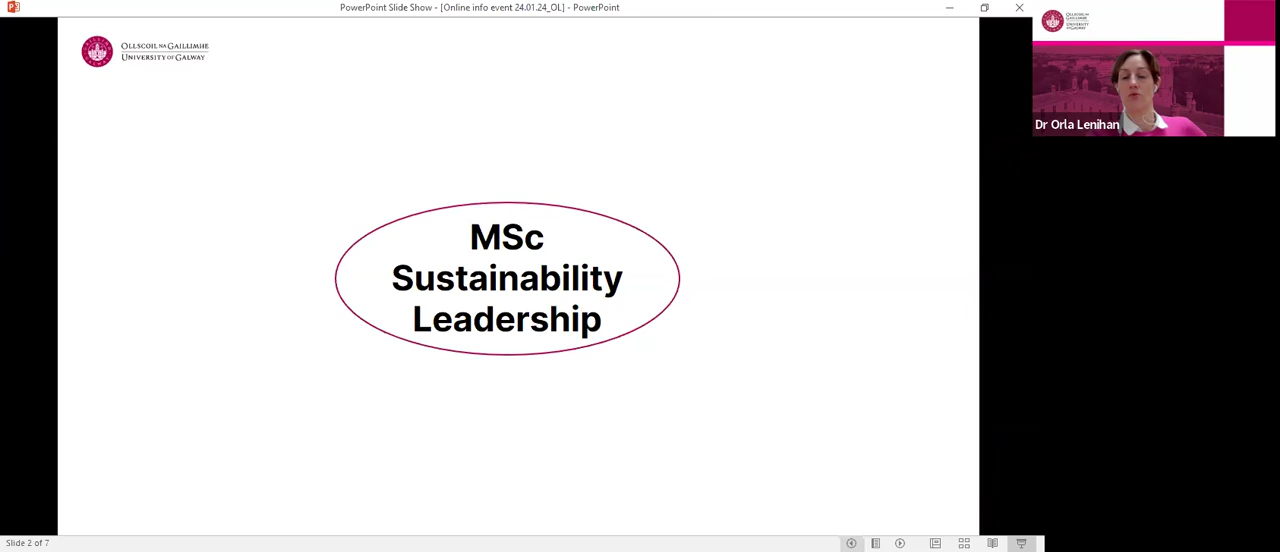 PowerPoint Slide Show - [Online info event 24.01.24_OL] - PowerPoint
OLLSCOIL NA GAILLIMHE
UNIVERSITY OF GALWAY
MSc
Sustainability
Leadership
Dr Orla Lenihan
Slide 2 of 7